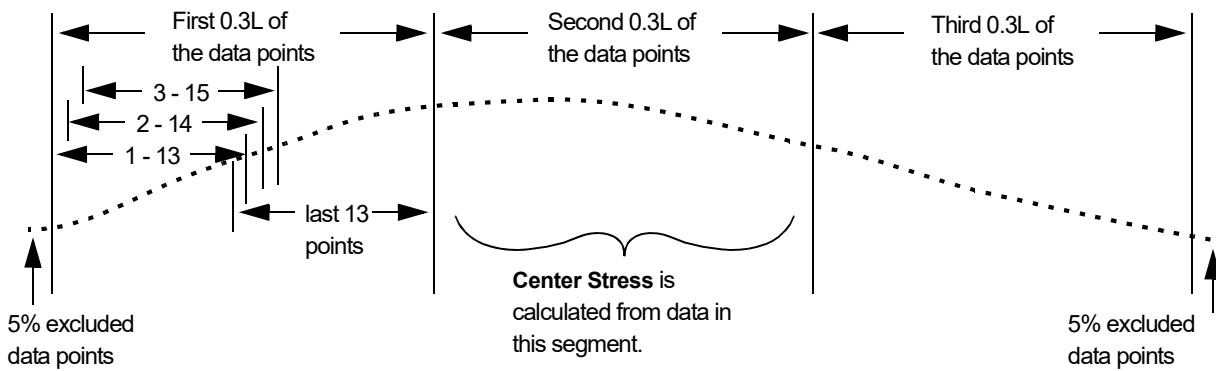 First 0.3L of
the data points
Second 0.3L of
the data points
Third 0.3L of
the data points
3 - 15
2 - 14
1 - 13
last 13
points
Center Stress is
calculated from data in
this segment.
5% excluded
data points
5% excluded
data points